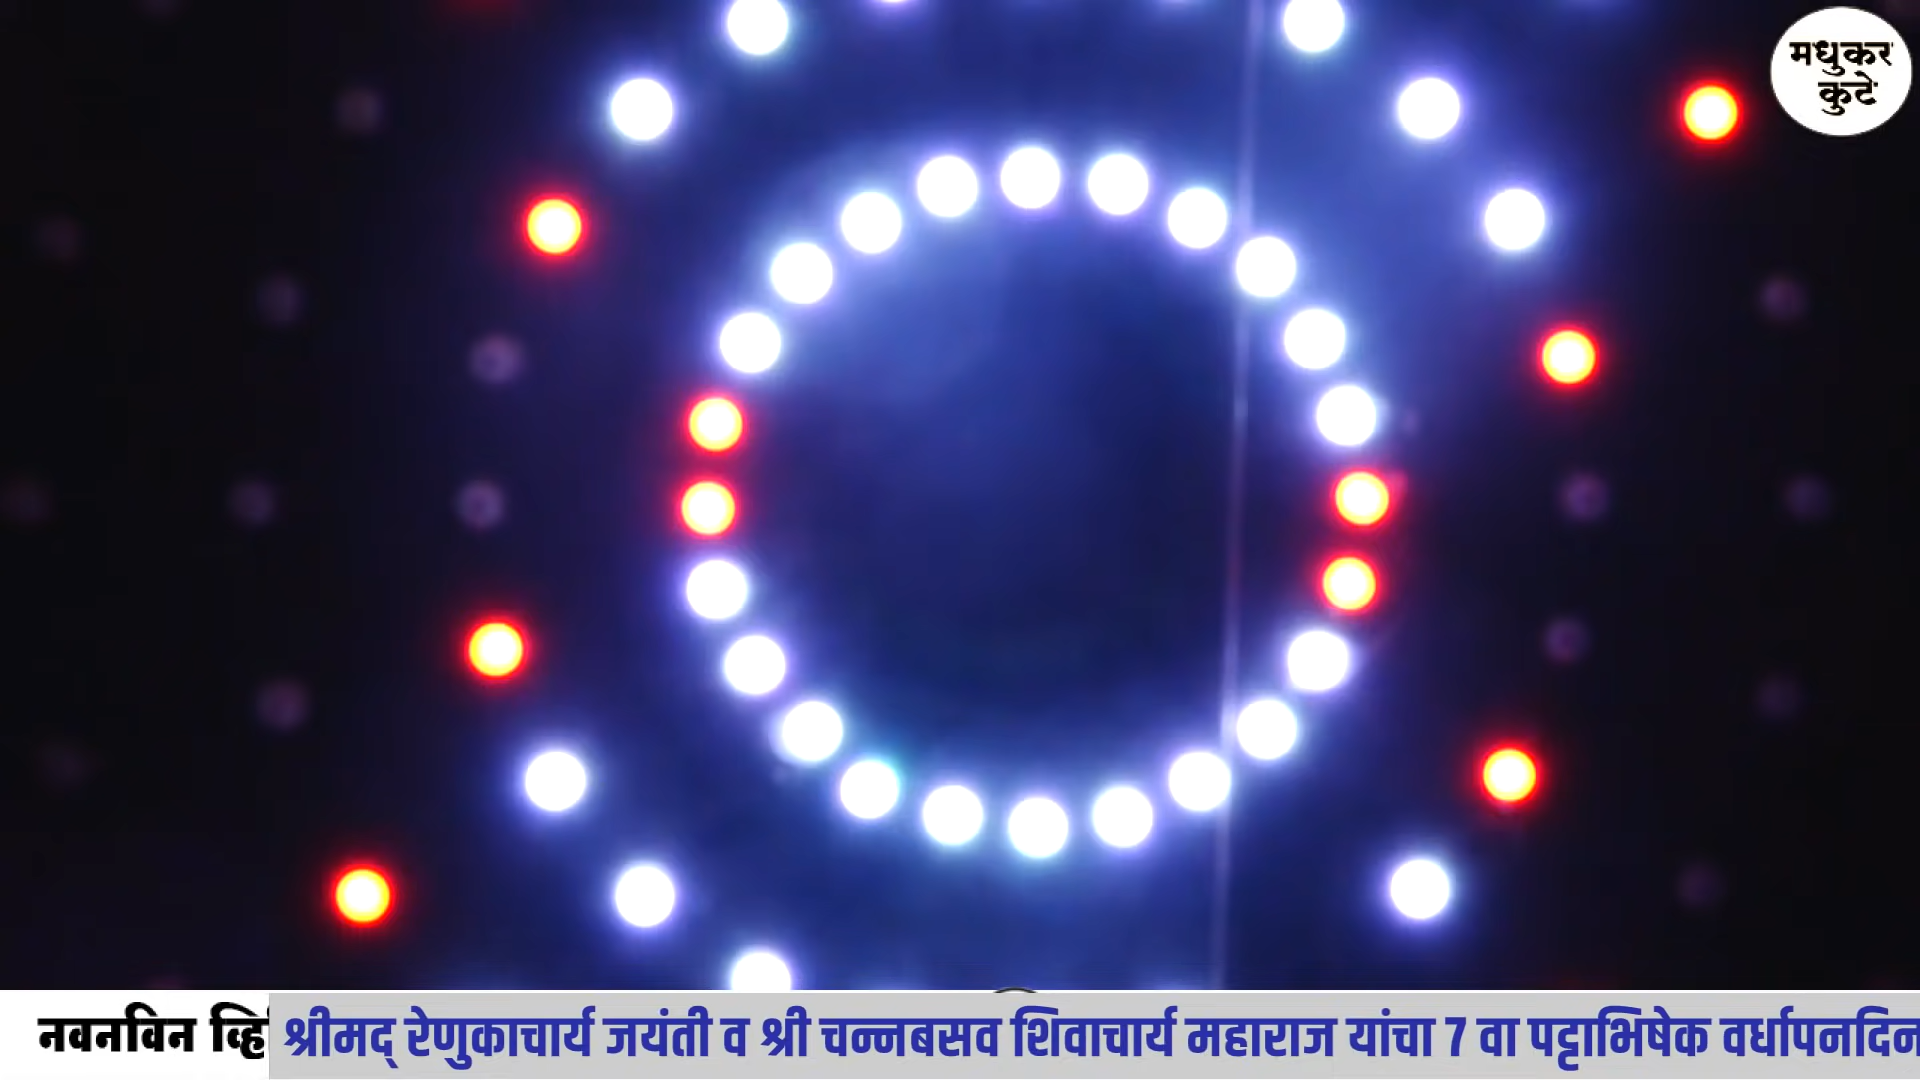 मधुकर
कुटे
नवनविन
श्रीमद् रेणुकाचार्य जयंती व श्री चन्नबसव शिवाचार्य महाराज यांचा 7 वा पट्टाभिषेक वर्धापनदिन